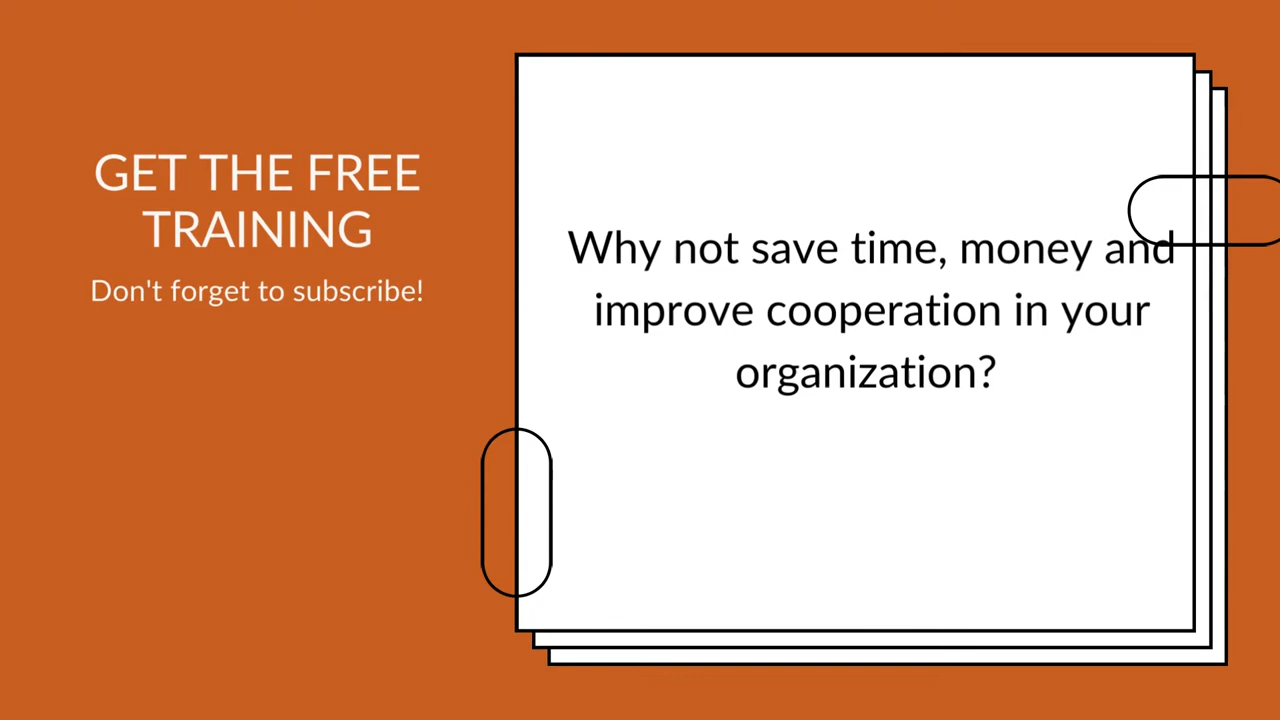 GET THE FREE
TRAINING
Don't forget to subscribe!
Why not save time, money and
improve cooperation in your
organization?